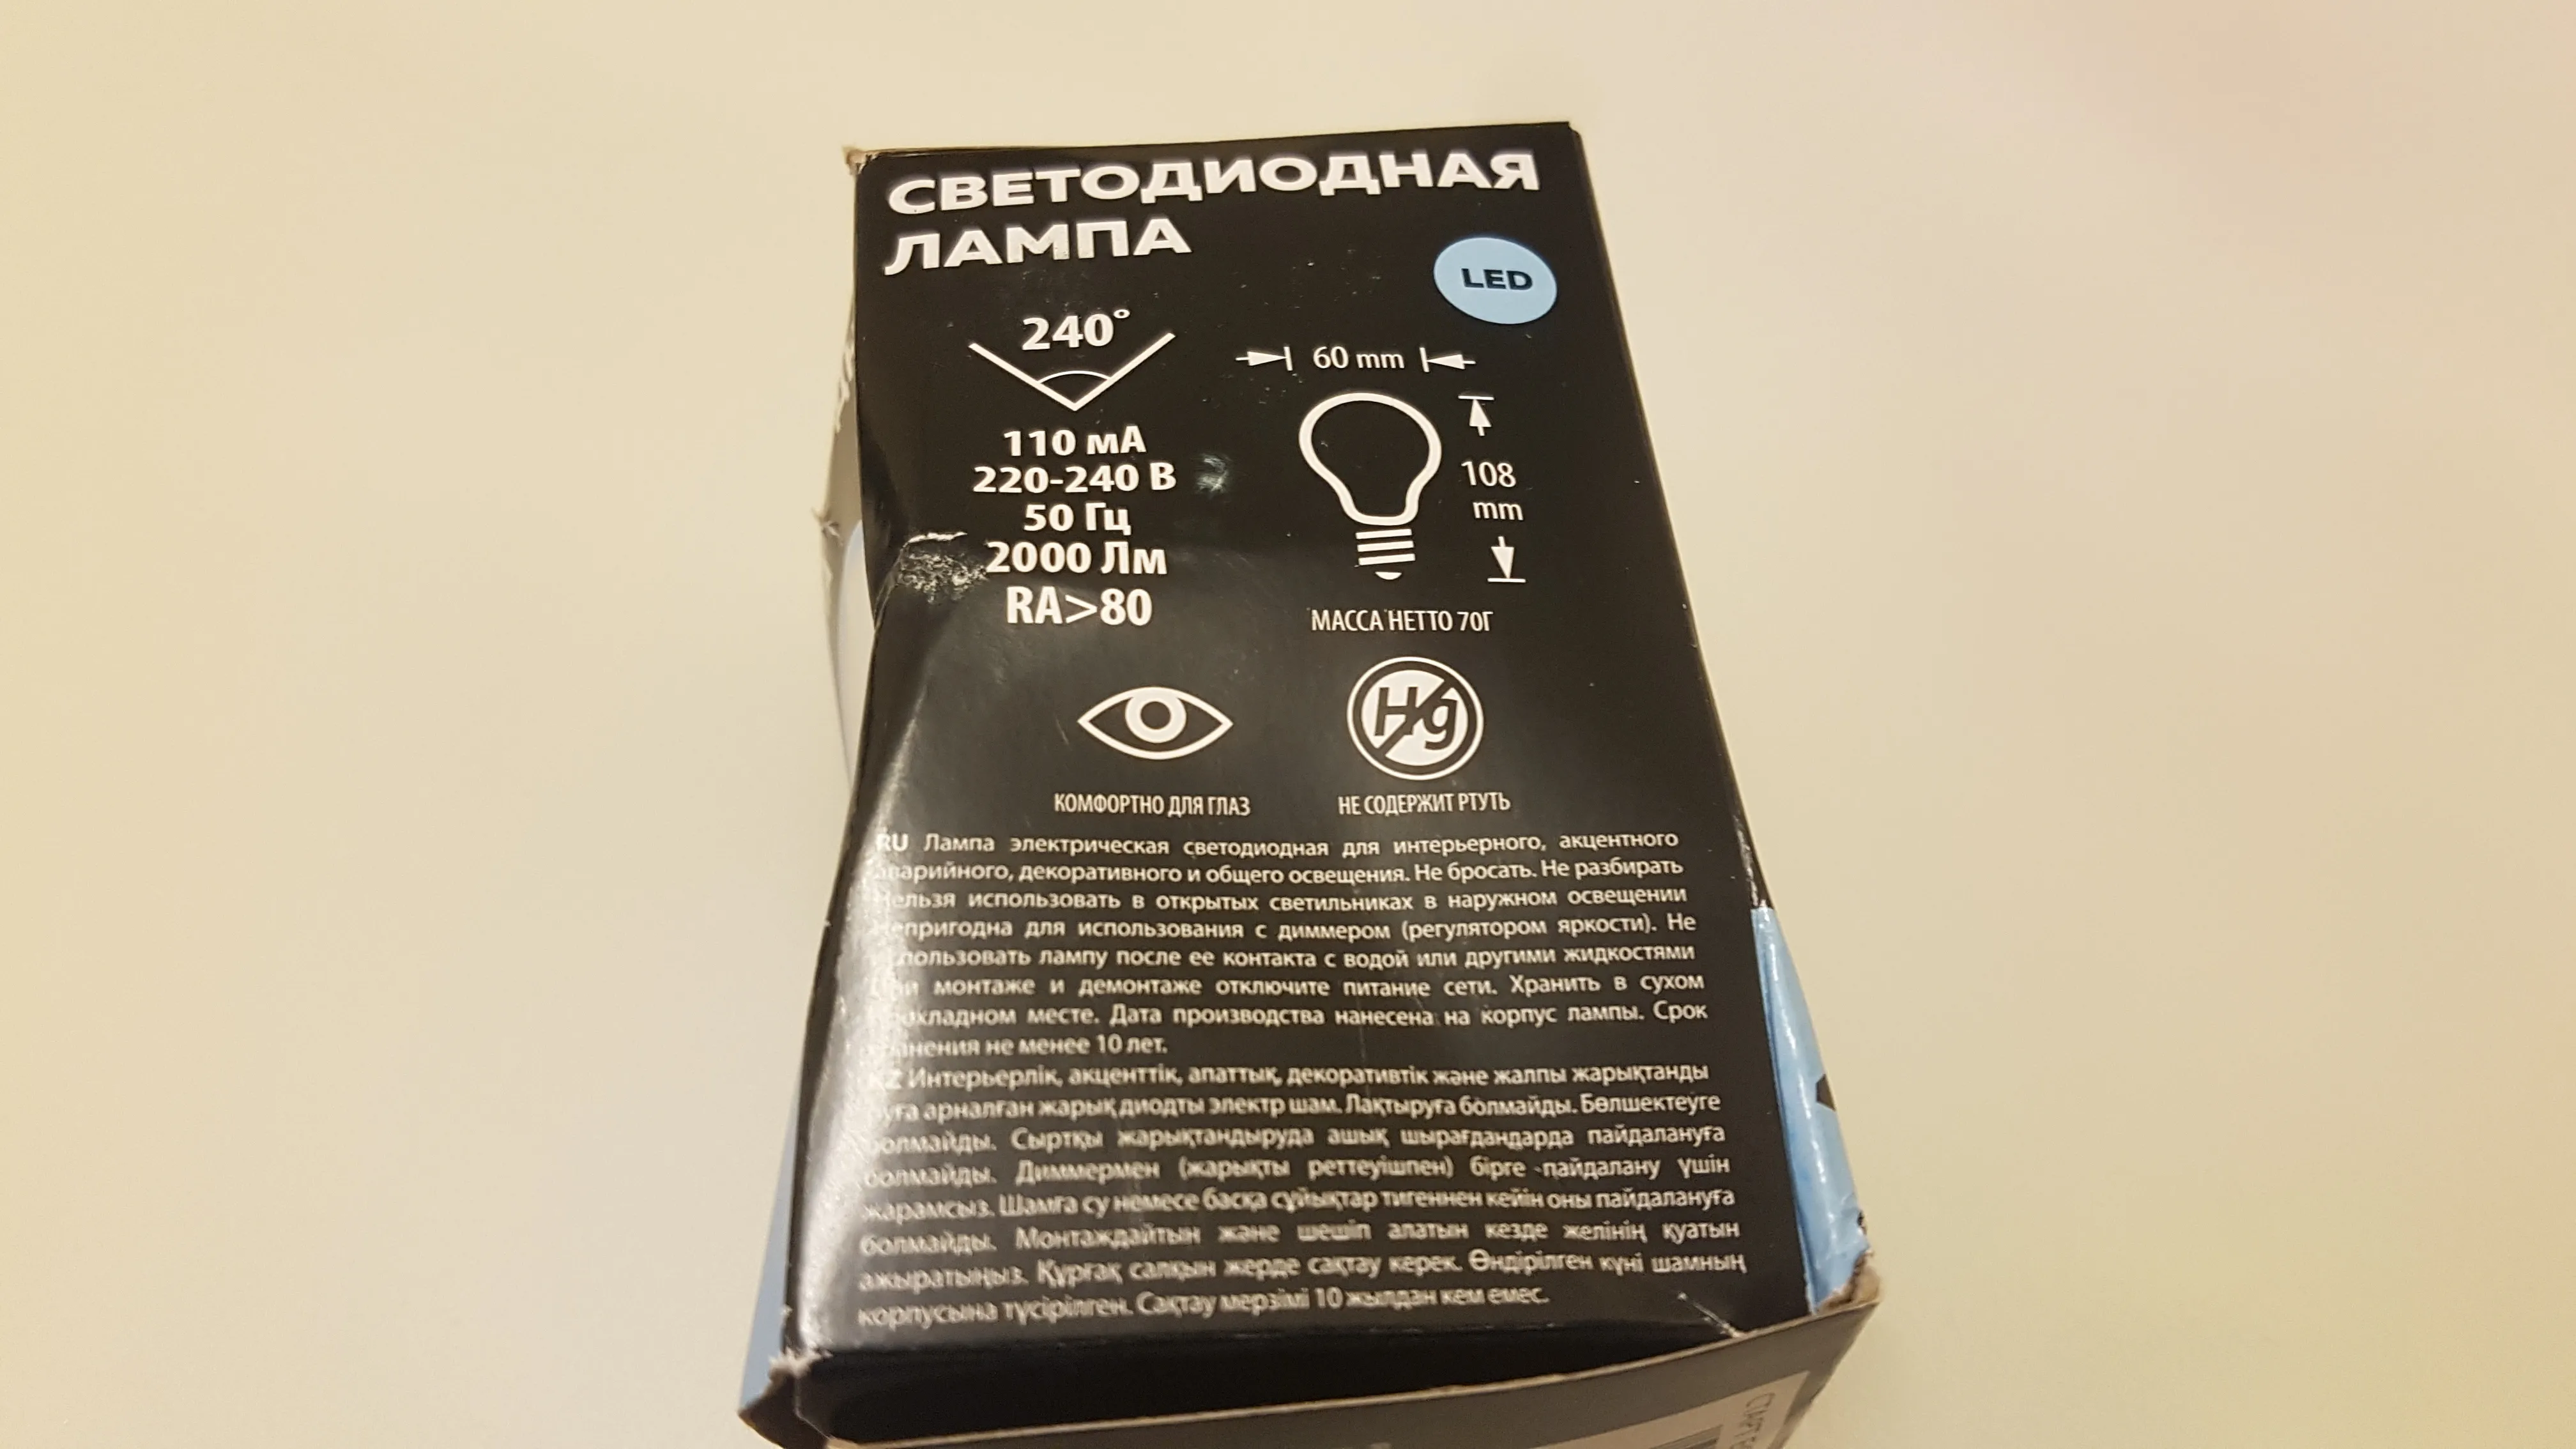 СВЕТОДИОДНАЯ
ЛАМПА
LED
240°
110 мА
220-240 В
50 Гц
2000 Лм
RA>80
60 mm
108
mm
МАССА НЕТТО 70Г
Hg
КОМФОРТНО ДЛЯ ГЛАЗ
НЕ СОДЕРЖИТ РТУТЬ
RU Лампа электрическая светодиодная для интерьерного, акцентного
аварийного, декоративного и общего освещения. Не бросать. Не разбирать
Нельзя использовать в открытых светильниках в наружном освещении
Непригодна для использования с диммером (регулятором яркости). Не
использовать лампу после ее контакта с водой или другими жидкостями
При монтаже и демонтаже отключите питание сети. Хранить в сухом
прохладном месте. Дата производства нанесена на корпус лампы. Срок
хранения не менее 10 лет.
KZ Интерьерлік, акценттік, апаттық, декоративтік және жалпы жарықтанды
руға арналған жарық диодты электр шам. Лақтыруға болмайды. Бөлшектеуге
болмайды. Сыртқы жарықтандыруда ашық шырағдандарда пайдалануға
болмайды. Диммермен (жарықты реттеуішпен) бірге пайдалану үшін
жарамсыз. Шамға су немесе басқа сұйықтар тигеннен кейін оны пайдалануға
болмайды. Монтаждайтын және шешіп алатын кезде желінің қуатын
ажыратыңыз. Құрғақ салқын жерде сақтау керек. Өндірілген күні шамның
корпусына түсірілген. Сақтау мерзімі 10 жылдан кем емес.